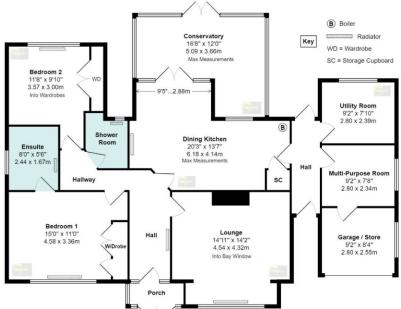 Conservatory
16'8" x 12'0"
5.09 x 3.66m
Max Measurements
B Boiler
Radiator
Key
WD = Wardrobe
SC = Storage Cupboard
Bedroom 2
11'8" x 9'10"
3.57 x 3.00m
Into Wardrobes
WD
9'5"...2.88m
Utility Room
9'2" x 7'10"
2.80 x 2.39m
B
Shower
Room
Dining Kitchen
20'3" x 13'7"
6.18 x 4.14m
Max Measurements
Ensuite
8'0" x 5'6"
2.44 x 1.67m
Hallway
SC
Hall
Multi-Purpose Room
9'2" x 7'8"
2.80 x 2.34m
Bedroom 1
15'0" x 11'0"
4.58 x 3.36m
W/Drobe
Hall
Lounge
14'11" x 14'2"
4.54 x 4.32m
Into Bay Window
Garage / Store
9'2" x 8'4"
2.80 x 2.55m
Porch